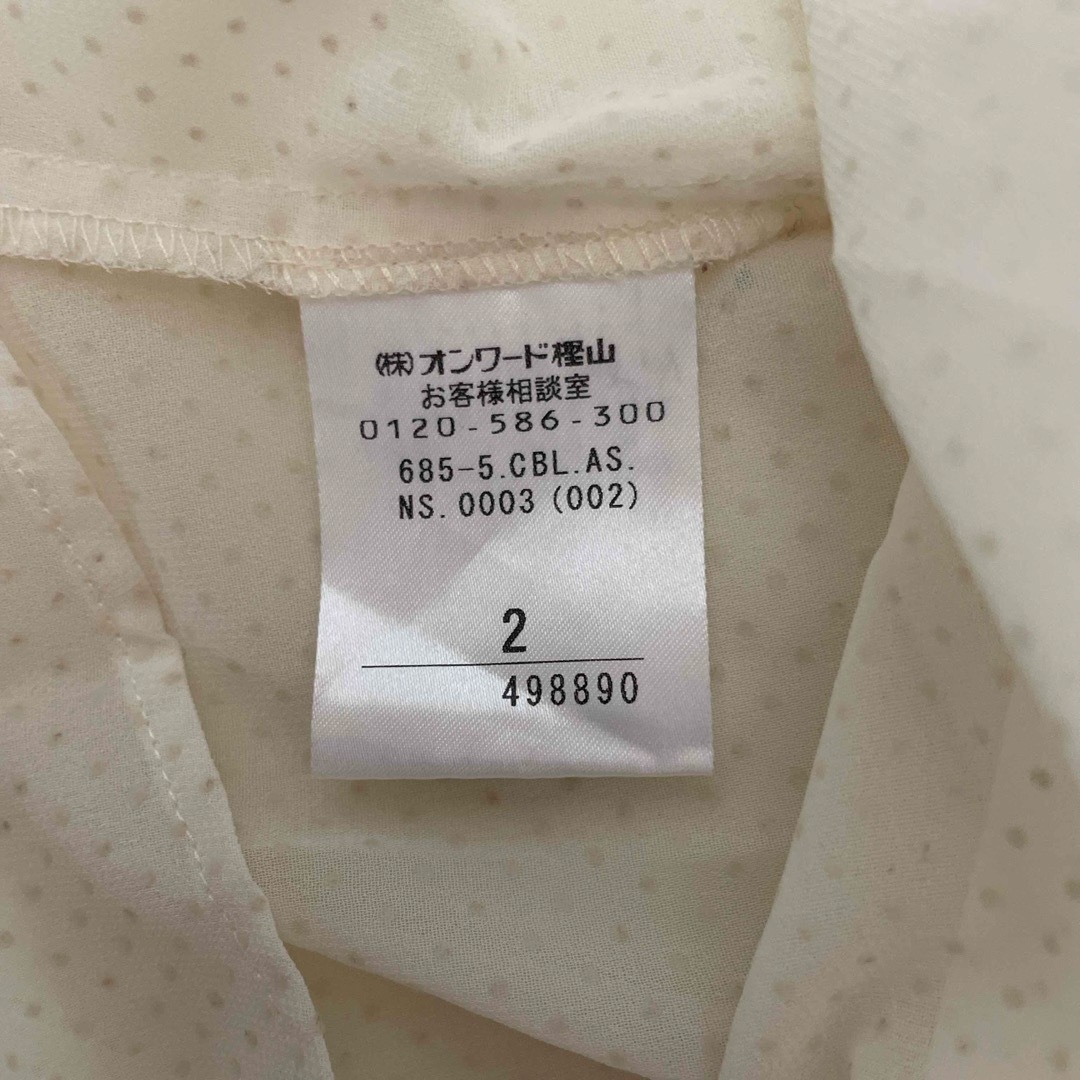 (株)オンワード樫山
お客様相談室
0120-586-300
685-5.CBL.AS.
NS.0003(002)
2
498890